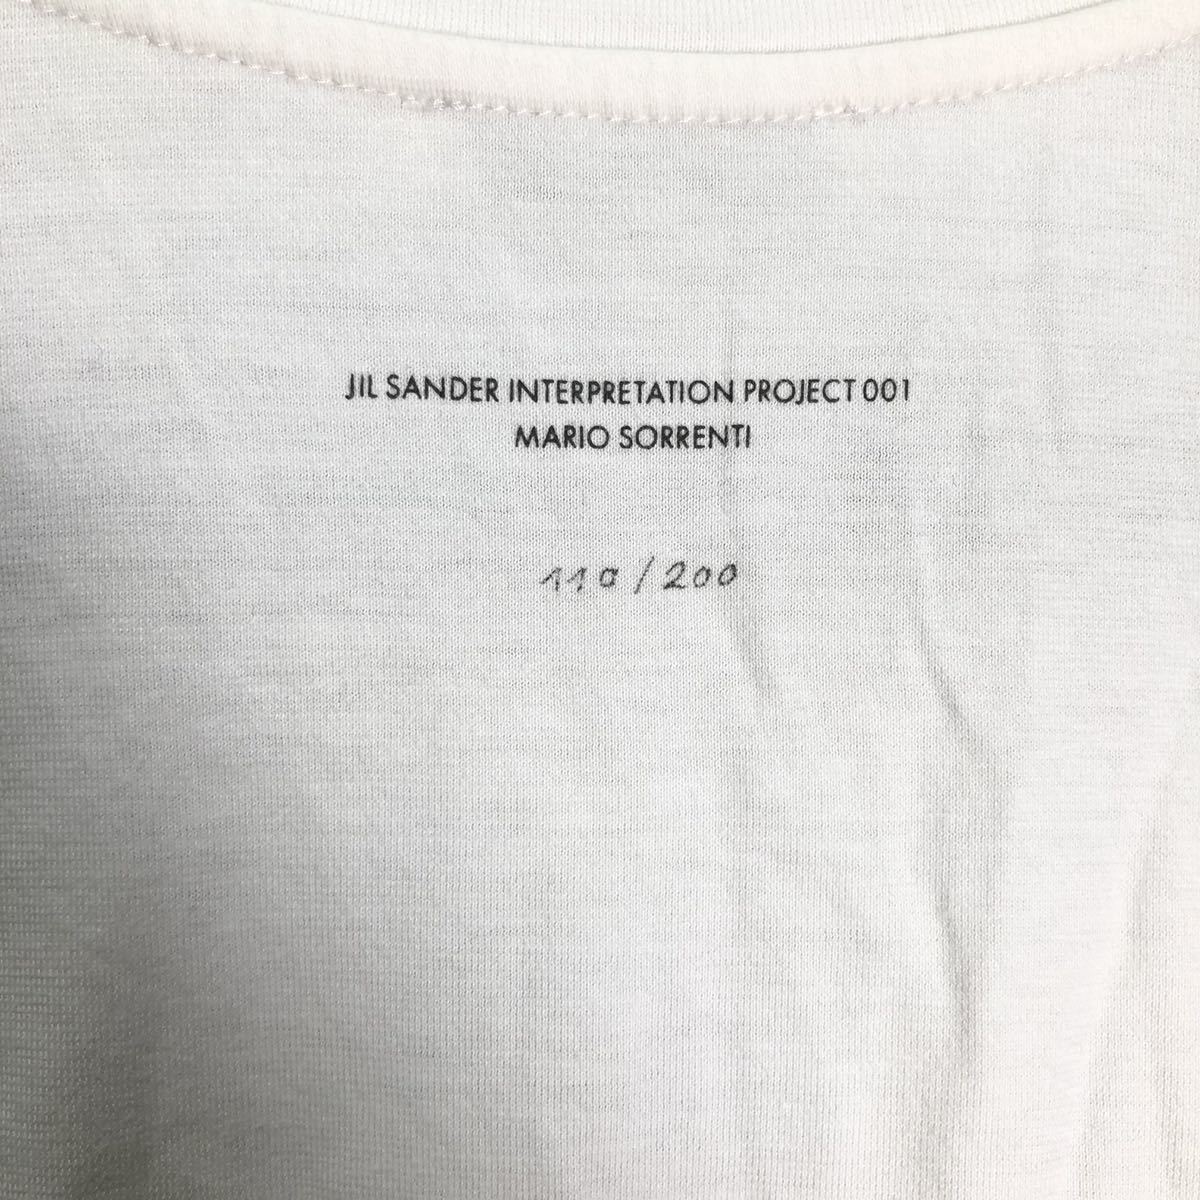 JIL SANDER INTERPRETATION PROJECT 001
MARIO SORRENTI
110 / 200